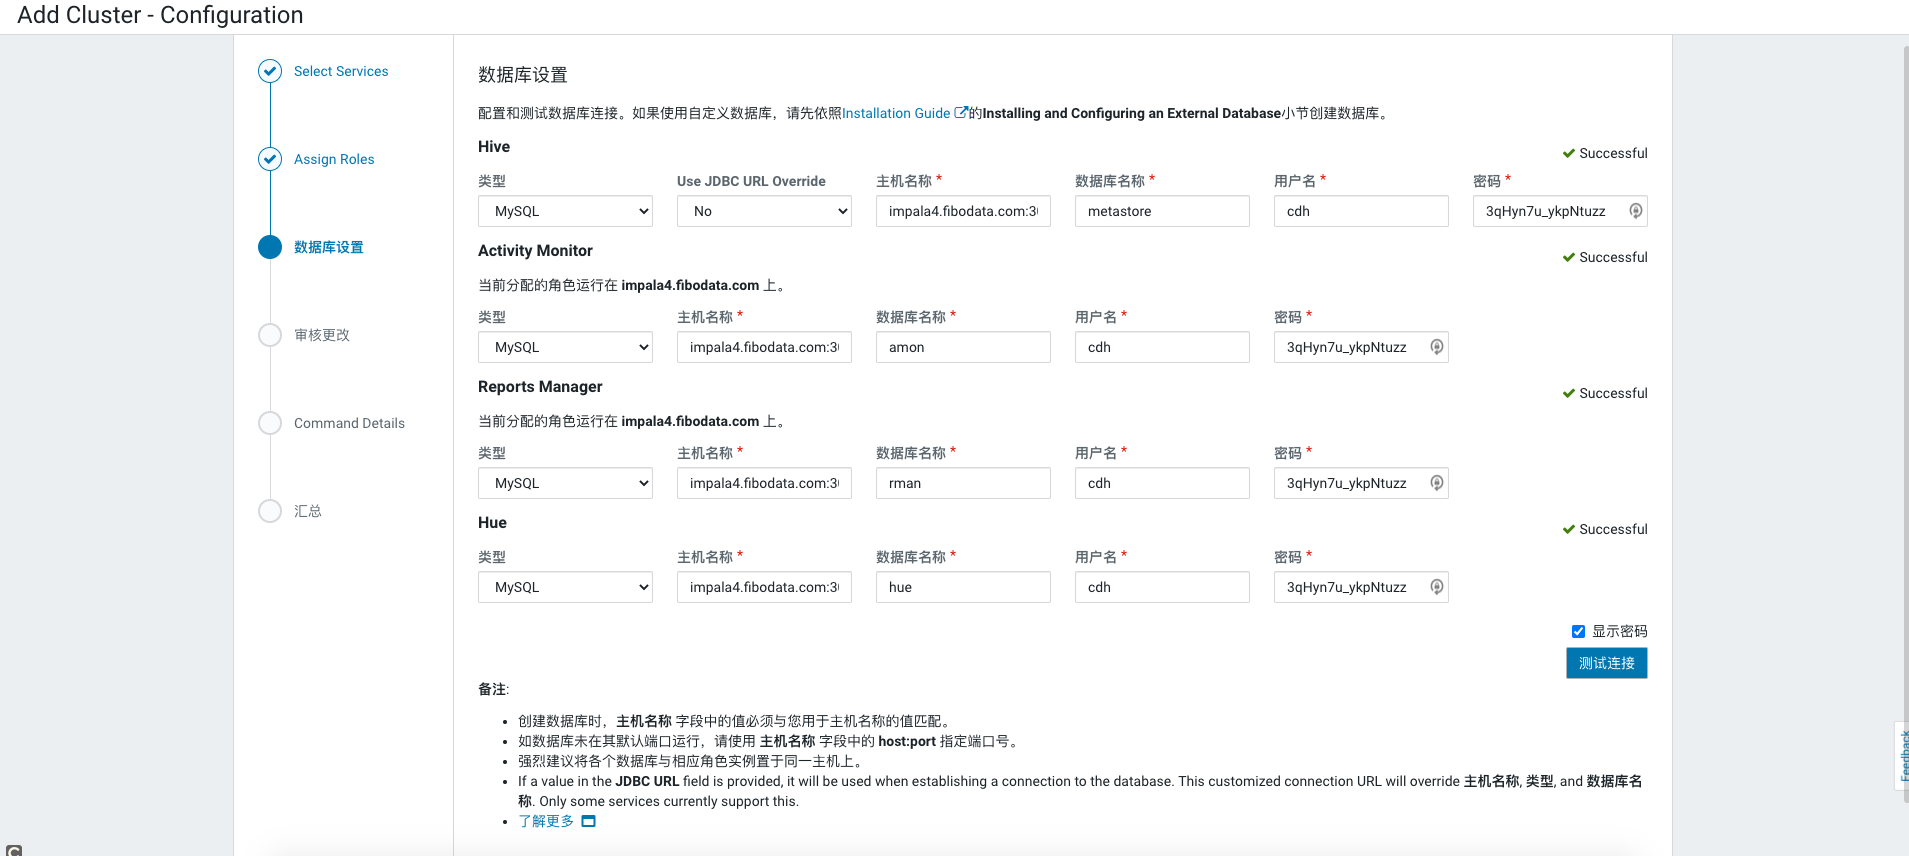 Add Cluster - Configuration
Select Services
Assign Roles
数据库设置
审核更改
Command Details
汇总
数据库设置
配置和测试数据库连接。如果使用自定义数据库，请先依照Installation Guide 的Installing and Configuring an External Database小节创建数据库。
Hive
Successful
类型 Use JDBC URL Override 主机名称 * 数据库名称 * 用户名 * 密码 *
MySQL No impala4.fibodata.com:3 metastore cdh 3qHyn7u_ykpNtuzz
Activity Monitor
Successful
当前分配的角色运行在 impala4.fibodata.com 上。
类型 主机名称 * 数据库名称 * 用户名 * 密码 *
MySQL impala4.fibodata.com:3 amon cdh 3qHyn7u_ykpNtuzz
Reports Manager
Successful
当前分配的角色运行在 impala4.fibodata.com 上。
类型 主机名称 * 数据库名称 * 用户名 * 密码 *
MySQL impala4.fibodata.com:3 rman cdh 3qHyn7u_ykpNtuzz
Hue
Successful
类型 主机名称 * 数据库名称 * 用户名 * 密码 *
MySQL impala4.fibodata.com:3 hue cdh 3qHyn7u_ykpNtuzz
显示密码
测试连接
备注:
• 创建数据库时，主机名称 字段中的值必须与您用于主机名称的值匹配。
• 如数据库未在其默认端口运行，请使用 主机名称 字段中的 host:port 指定端口号。
• 强烈建议将各个数据库与相应角色实例置于同一主机上。
• If a value in the JDBC URL field is provided, it will be used when establishing a connection to the database. This customized connection URL will override 主机名称, 类型, and 数据库名
称. Only some services currently support this.
• 了解更多
Feedback